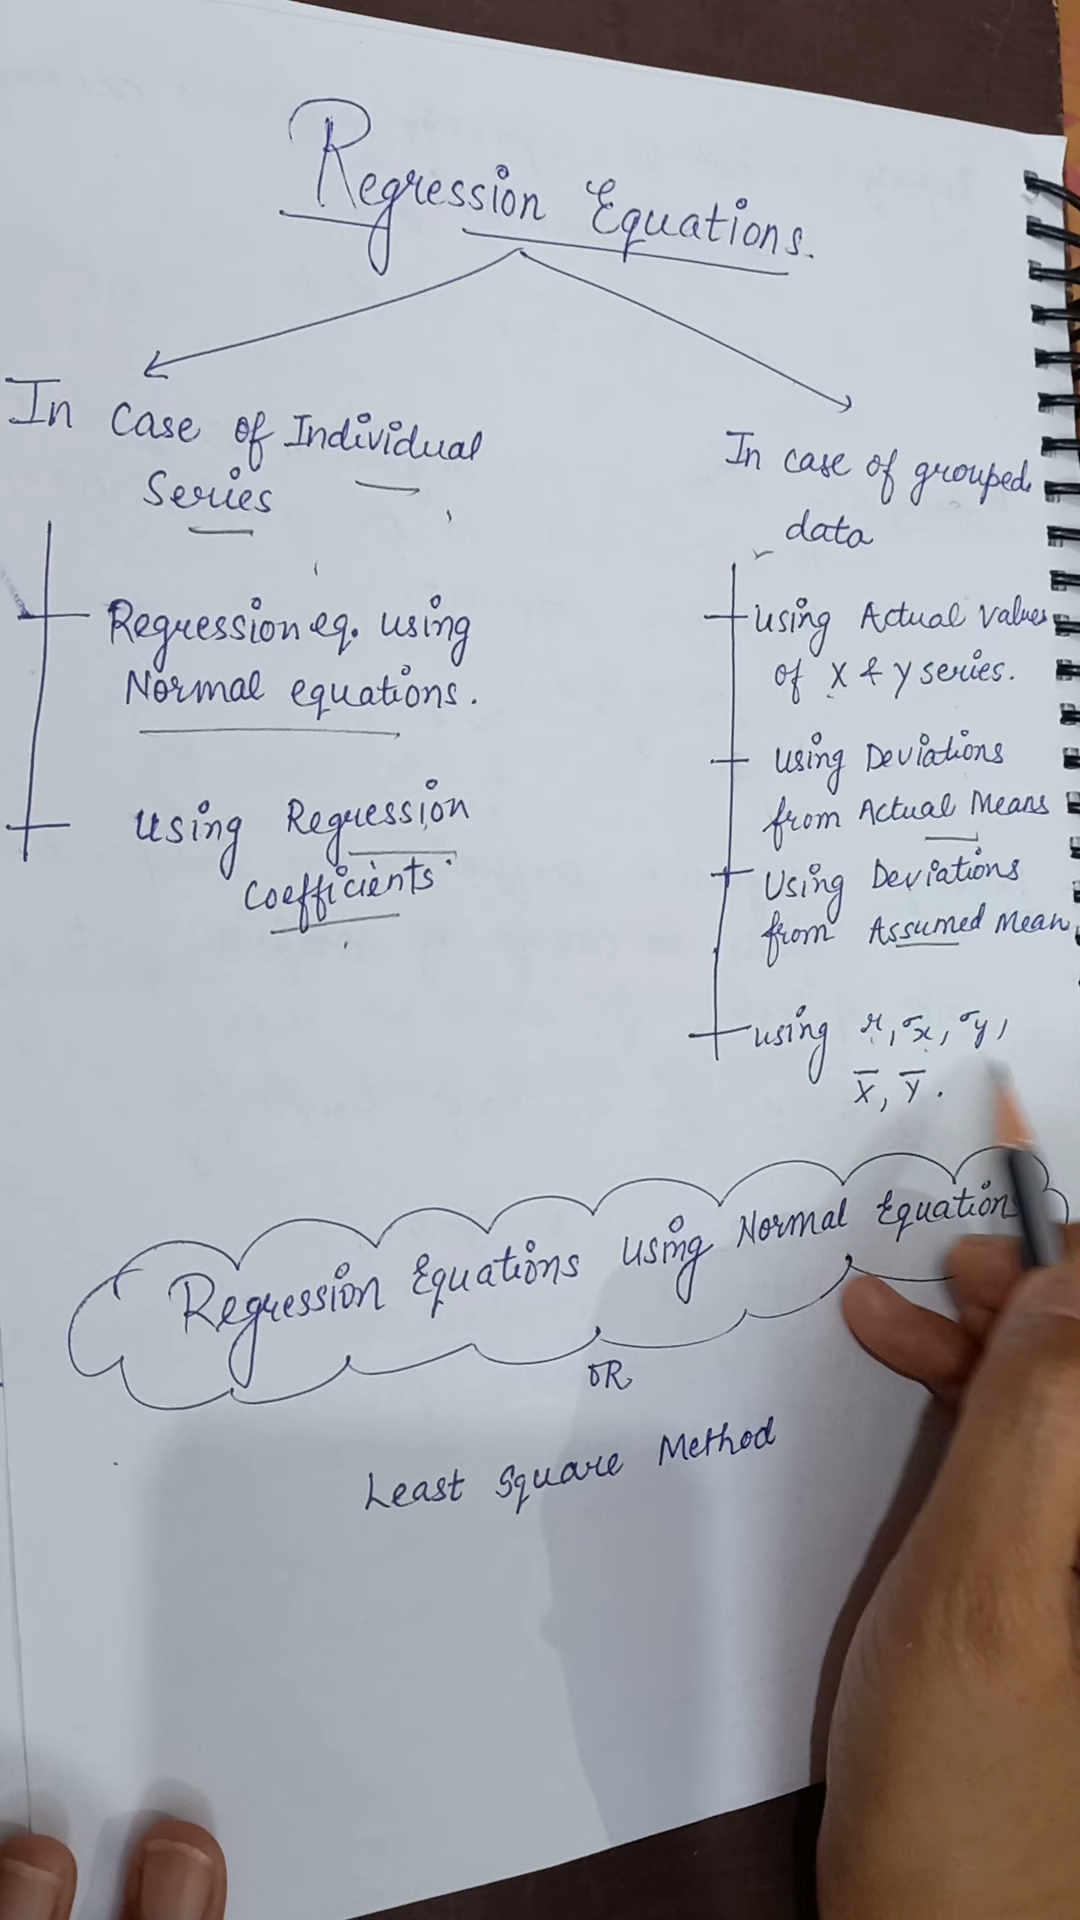 Regression Equations.
In case of Individual
Series
Regression eq. using
Normal equations.
using Regression
coefficients
In case of grouped
data
using Actual values
of X & y series.
using Deviations
from Actual Means
Using Deviations
from Assumed Mean
using r, σx, σy,
X̅, Y̅.
Regression Equations using Normal Equations
OR
Least Square Method